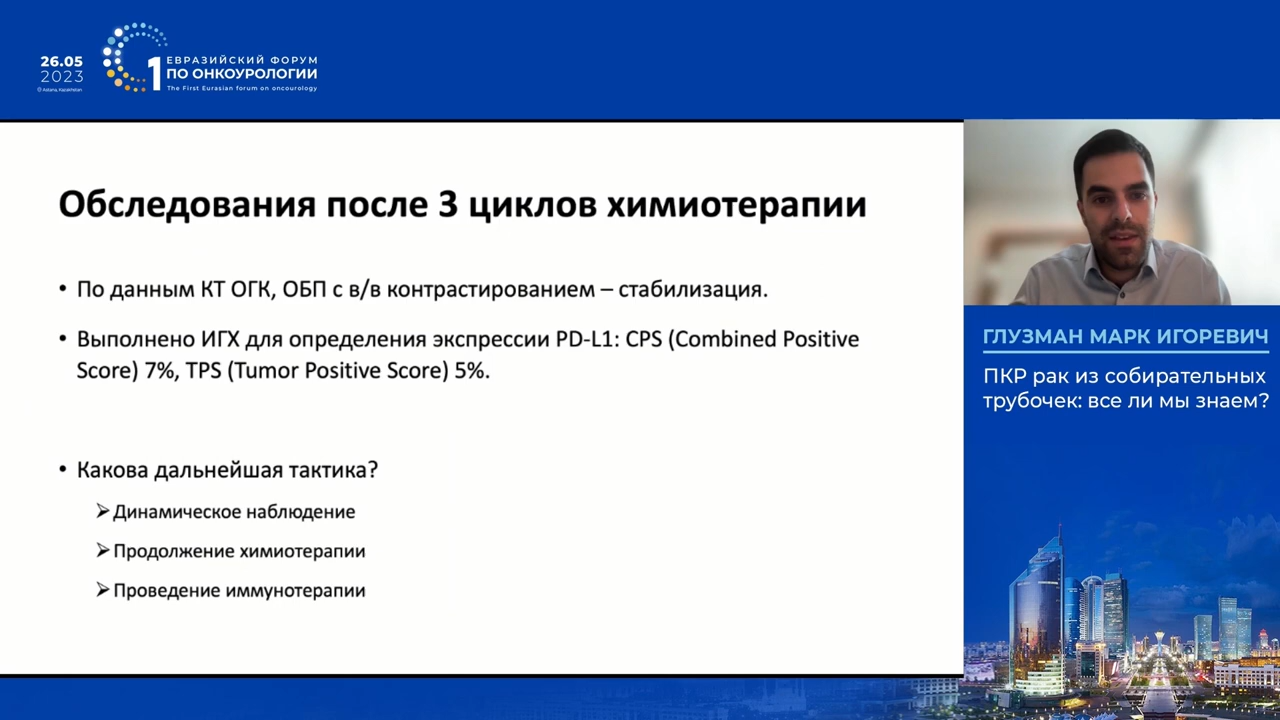 26.05
2023
Astana, Kazakhstan
1
ЕВРАЗИЙСКИЙ ФОРУМ
ПО ОНКОУРОЛОГИИ
The First Eurasian forum on oncourology
Обследования после 3 циклов химиотерапии
• По данным КТ ОГК, ОБП с в/в контрастированием – стабилизация.
• Выполнено ИГХ для определения экспрессии PD-L1: CPS (Combined Positive
Score) 7%, TPS (Tumor Positive Score) 5%.
• Какова дальнейшая тактика?
➢Динамическое наблюдение
➢Продолжение химиотерапии
➢Проведение иммунотерапии
ГЛУЗМАН МАРК ИГОРЕВИЧ
ПКР рак из собирательных
трубочек: все ли мы знаем?